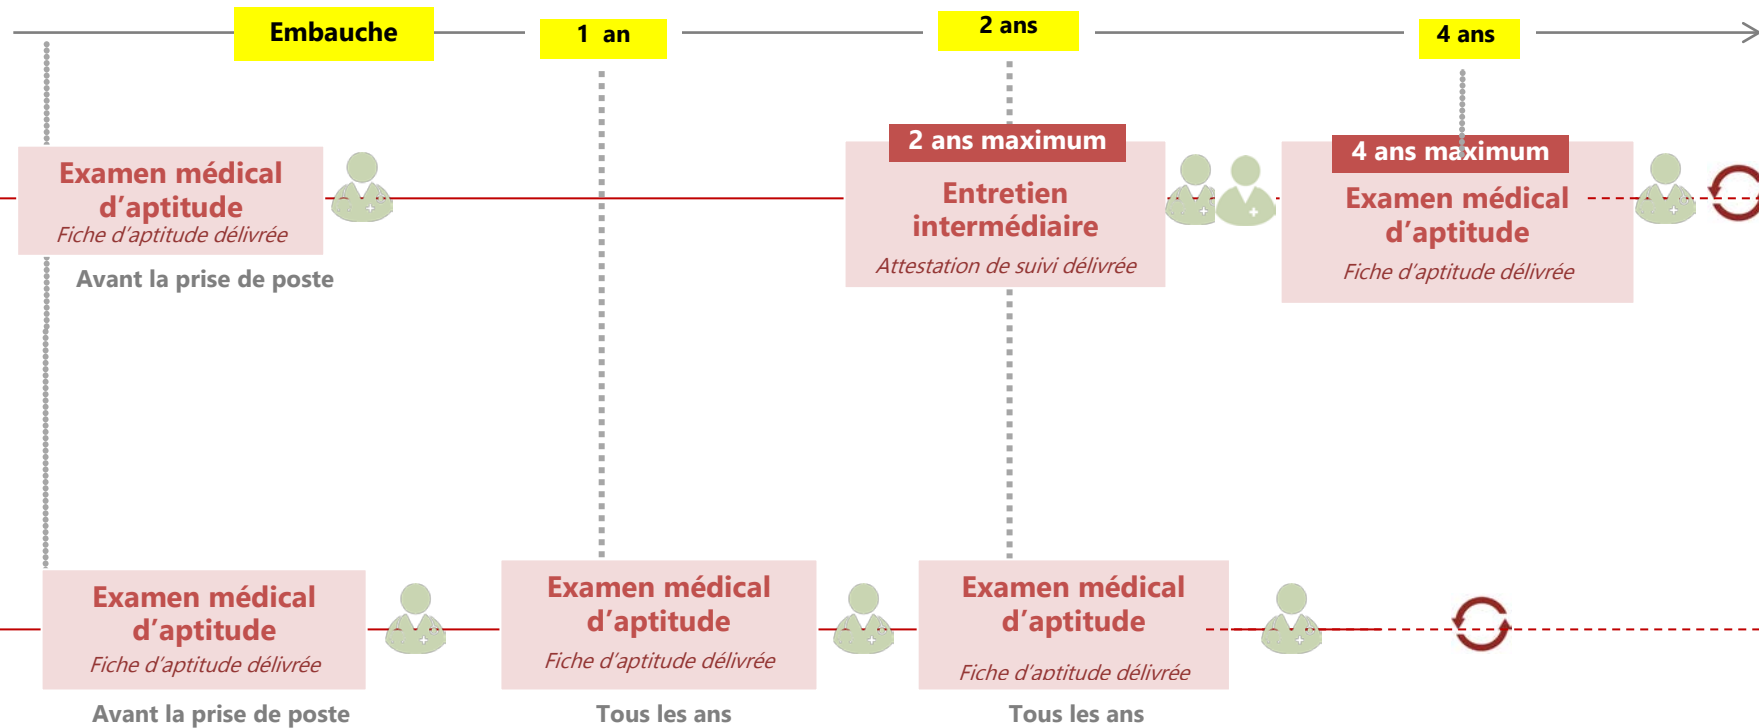 Embauche
1 an
2 ans
4 ans
Examen médical
d'aptitude
Fiche d'aptitude délivrée
Avant la prise de poste
2 ans maximum
Entretien
intermédiaire
Attestation de suivi délivrée
4 ans maximum
Examen médical
d'aptitude
Fiche d'aptitude délivrée
Examen médical
d'aptitude
Fiche d'aptitude délivrée
Avant la prise de poste
Examen médical
d'aptitude
Fiche d'aptitude délivrée
Tous les ans
Examen médical
d'aptitude
Fiche d'aptitude délivrée
Tous les ans